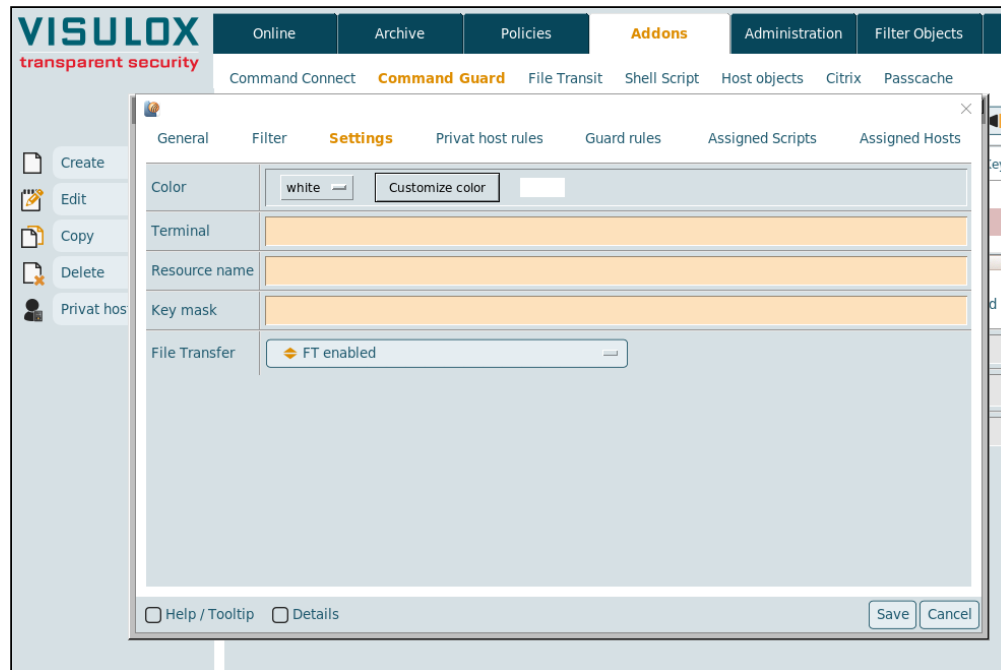 VISULOX
transparent security
Online Archive Policies Addons Administration Filter Objects
Command Connect Command Guard File Transit Shell Script Host objects Citrix Passcache
General Filter Settings Privat host rules Guard rules Assigned Scripts Assigned Hosts
Create
Edit
Copy
Delete
Privat hos
Color white Customize color
Terminal
Resource name
Key mask
File Transfer FT enabled
Help / Tooltip Details Save Cancel